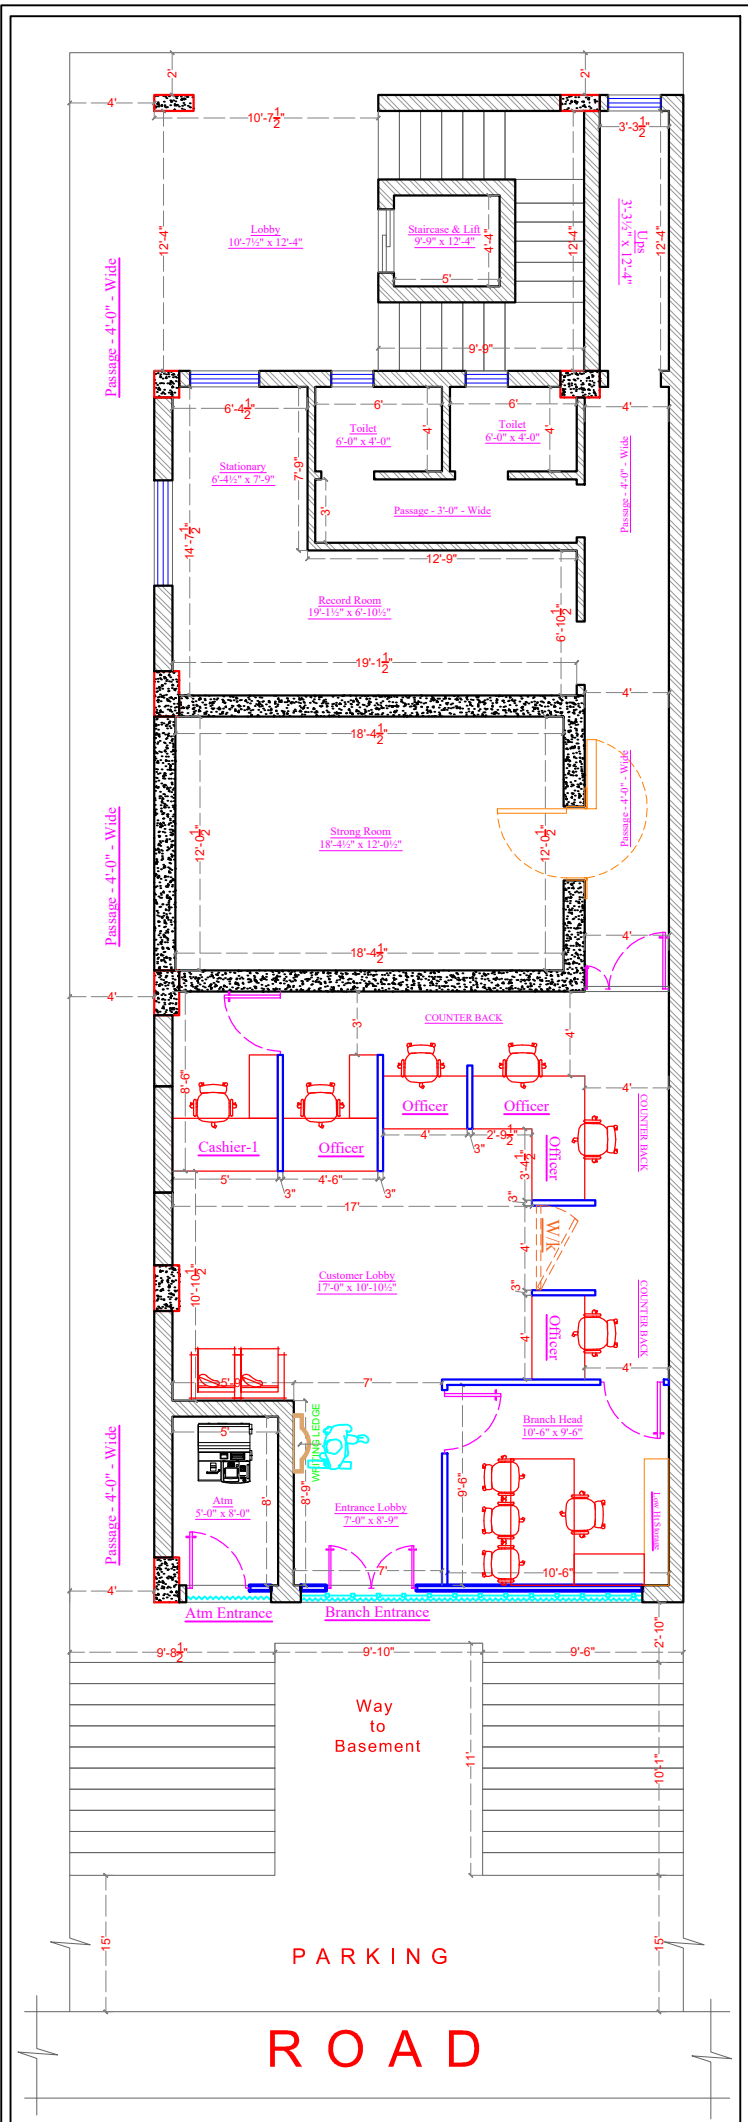 2'
2'
4'
10'-7½"
3'-3½"
12'-4"
Lobby
10'-7½" x 12'-4"
Staircase & Lift
9'-9" x 12'-4"
4'-4"
5'
12'-4"
Ups
3'-3½" x 12'-4"
12'-4"
Passage - 4'-0" - Wide
9'-9"
6'-4½"
6'
6'
4'
Toilet
6'-0" x 4'-0"
4'
Toilet
6'-0" x 4'-0"
4'
Stationary
6'-4½" x 7'-9"
7'-9"
Passage - 4'-0" - Wide
3'
Passage - 3'-0" - Wide
14'-7½"
12'-9"
Record Room
19'-1½" x 6'-10½"
6'-10½"
19'-1½"
4'
18'-4½"
Passage - 4'-0" - Wide
12'-0½"
Strong Room
18'-4½" x 12'-0½"
12'-0½"
Passage - 4'-0" - Wide
18'-4½"
4'
4'
COUNTER BACK
3'
4'
8'-6"
4'
Officer
Officer
COUNTER BACK
Cashier-1
Officer
4'
2'-9½"
3"
3'-4½"
Officer
5'
3"
4'-6"
3"
3"
17'
4'
W/k
Customer Lobby
17'-0" x 10'-10½"
10'-10½"
3"
COUNTER BACK
Officer
4'
4'
5'-9"
7'
WRITING LEDGE
Passage - 4'-0" - Wide
5'
Branch Head
10'-6" x 9'-6"
8'
8'-9"
9'-6"
Atm
5'-0" x 8'-0"
Entrance Lobby
7'-0" x 8'-9"
Low Ht Storage
7'
10'-6"
4'
Atm Entrance
Branch Entrance
9'-8½"
9'-10"
9'-6"
2'-10"
Way
to
Basement
11'
10'-1"
15'
15'
PARKING
ROAD